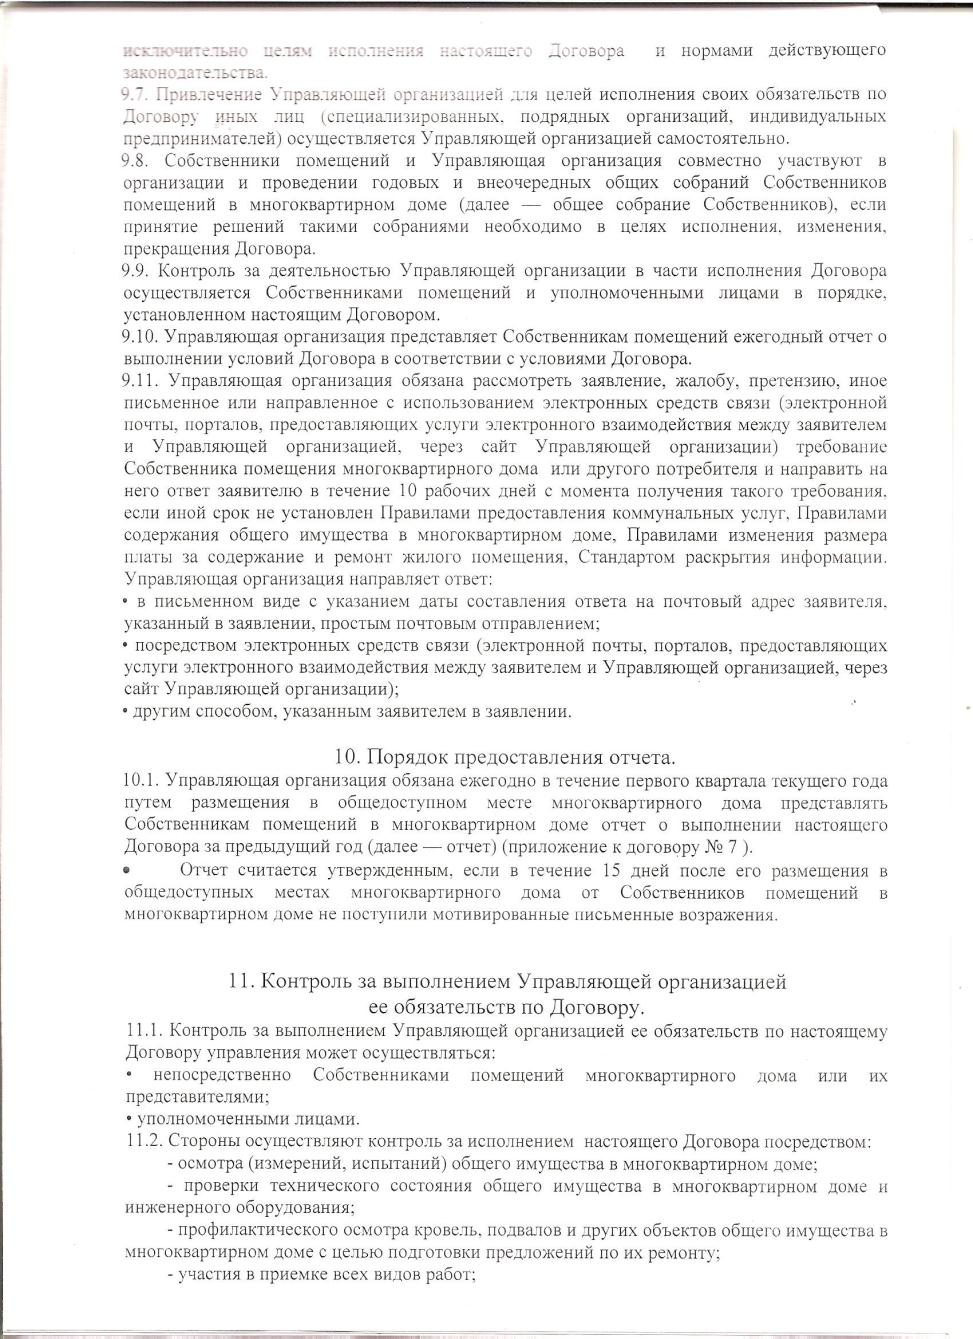 исключительно целям исполнения настоящего Договора и нормами действующего
законодательства.
9.7. Привлечение Управляющей организацией для целей исполнения своих обязательств по
Договору иных лиц (специализированных, подрядных организаций, индивидуальных
предпринимателей) осуществляется Управляющей организацией самостоятельно.
9.8. Собственники помещений и Управляющая организация совместно участвуют в
организации и проведении годовых и внеочередных общих собраний Собственников
помещений в многоквартирном доме (далее — общее собрание Собственников), если
принятие решений такими собраниями необходимо в целях исполнения, изменения,
прекращения Договора.
9.9. Контроль за деятельностью Управляющей организации в части исполнения Договора
осуществляется Собственниками помещений и уполномоченными лицами в порядке,
установленном настоящим Договором.
9.10. Управляющая организация представляет Собственникам помещений ежегодный отчет о
выполнении условий Договора в соответствии с условиями Договора.
9.11. Управляющая организация обязана рассмотреть заявление, жалобу, претензию, иное
письменное или направленное с использованием электронных средств связи (электронной
почты, порталов, предоставляющих услуги электронного взаимодействия между заявителем
и Управляющей организацией, через сайт Управляющей организации) требование
Собственника помещения многоквартирного дома или другого потребителя и направить на
него ответ заявителю в течение 10 рабочих дней с момента получения такого требования,
если иной срок не установлен Правилами предоставления коммунальных услуг, Правилами
содержания общего имущества в многоквартирном доме, Правилами изменения размера
платы за содержание и ремонт жилого помещения, Стандартом раскрытия информации.
Управляющая организация направляет ответ:
• в письменном виде с указанием даты составления ответа на почтовый адрес заявителя,
указанный в заявлении, простым почтовым отправлением;
• посредством электронных средств связи (электронной почты, порталов, предоставляющих
услуги электронного взаимодействия между заявителем и Управляющей организацией, через
сайт Управляющей организации);
• другим способом, указанным заявителем в заявлении.
10. Порядок предоставления отчета.
10.1. Управляющая организация обязана ежегодно в течение первого квартала текущего года
путем размещения в общедоступном месте многоквартирного дома представлять
Собственникам помещений в многоквартирном доме отчет о выполнении настоящего
Договора за предыдущий год (далее — отчет) (приложение к договору № 7 ).
• Отчет считается утвержденным, если в течение 15 дней после его размещения в
общедоступных местах многоквартирного дома от Собственников помещений в
многоквартирном доме не поступили мотивированные письменные возражения.
11. Контроль за выполнением Управляющей организацией
ее обязательств по Договору.
11.1. Контроль за выполнением Управляющей организацией ее обязательств по настоящему
Договору управления может осуществляться:
• непосредственно Собственниками помещений многоквартирного дома или их
представителями;
• уполномоченными лицами.
11.2. Стороны осуществляют контроль за исполнением настоящего Договора посредством:
- осмотра (измерений, испытаний) общего имущества в многоквартирном доме;
- проверки технического состояния общего имущества в многоквартирном доме и
инженерного оборудования;
- профилактического осмотра кровель, подвалов и других объектов общего имущества в
многоквартирном доме с целью подготовки предложений по их ремонту;
- участия в приемке всех видов работ;